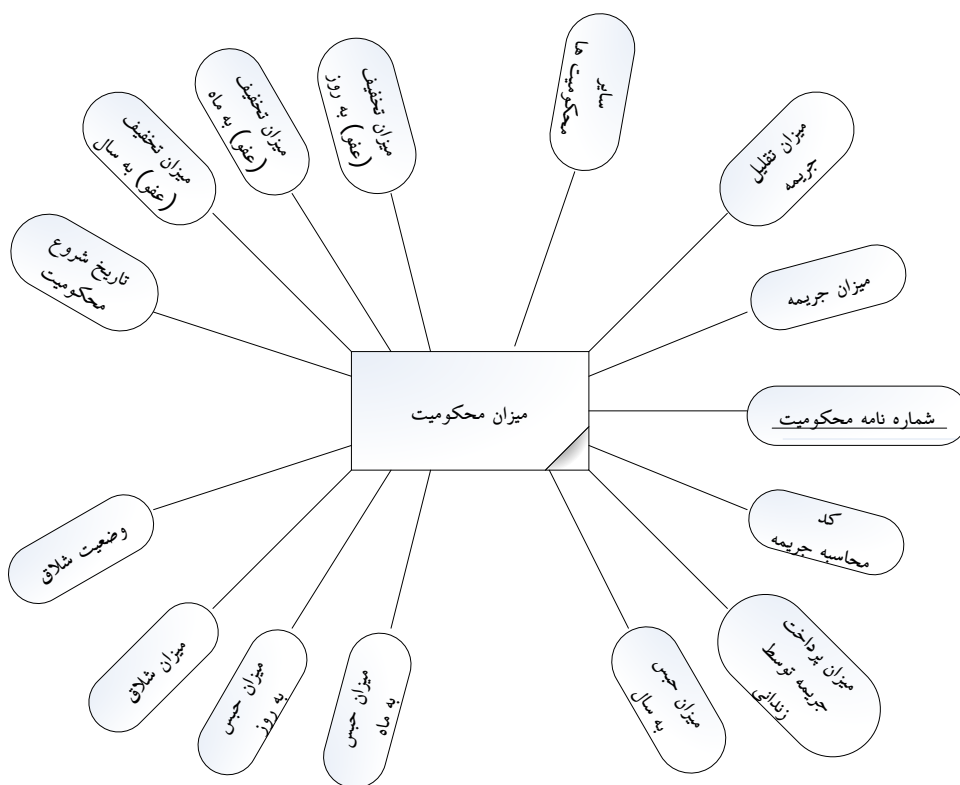 سایر
محکومیت ها
میزان تخفیف
(عفو) به روز
میزان تخفیف
(عفو) به ماه
میزان تخفیف
(عفو) به سال
تاریخ شروع
محکومیت
میزان تقلیل
جریمه
میزان جریمه
میزان محکومیت
شماره نامه محکومیت
کد
محاسبه جریمه
میزان پرداخت
جریمه توسط
زندانی
میزان حبس
به سال
میزان حبس
به ماه
میزان حبس
به روز
میزان شلاق
وضعیت شلاق